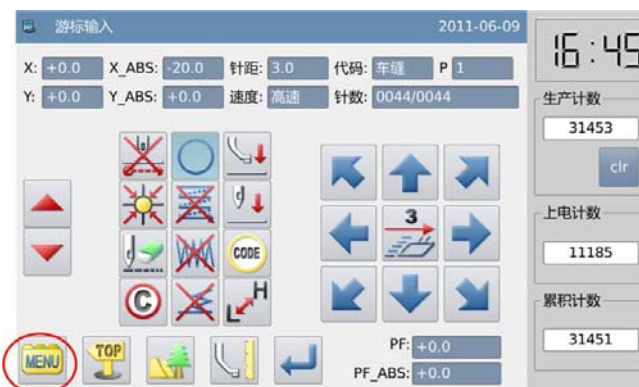 游标输入 2011-06-09
16:45
X: +0.0 X_ABS: -20.0 针距: 3.0 代码: 车缝 P 1
Y: +0.0 Y_ABS: +0.0 速度: 高速 针数: 0044/0044
生产计数
31453
clr
上电计数
11185
累积计数
31451
3
CODE
C
H
L
MENU
TOP
PF: +0.0
PF_ABS: +0.0